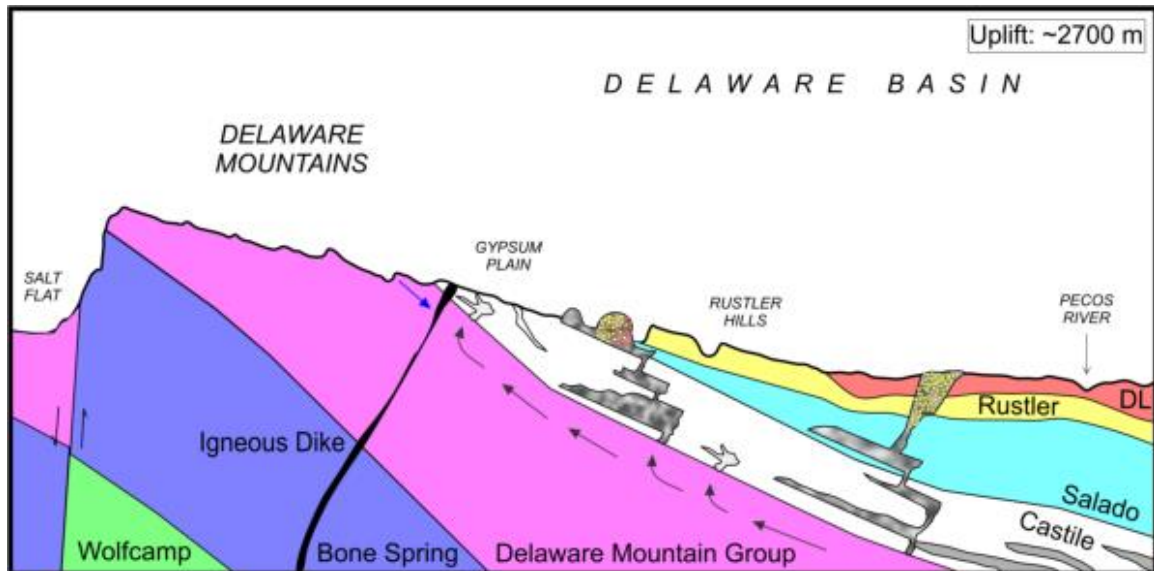 Uplift: ~2700 m
DELAWARE BASIN
DELAWARE
MOUNTAINS
GYPSUM
PLAIN
SALT
FLAT
RUSTLER
HILLS
PECOS
RIVER
DL
Rustler
Igneous Dike
Salado
Castile
Wolfcamp
Bone Spring
Delaware Mountain Group